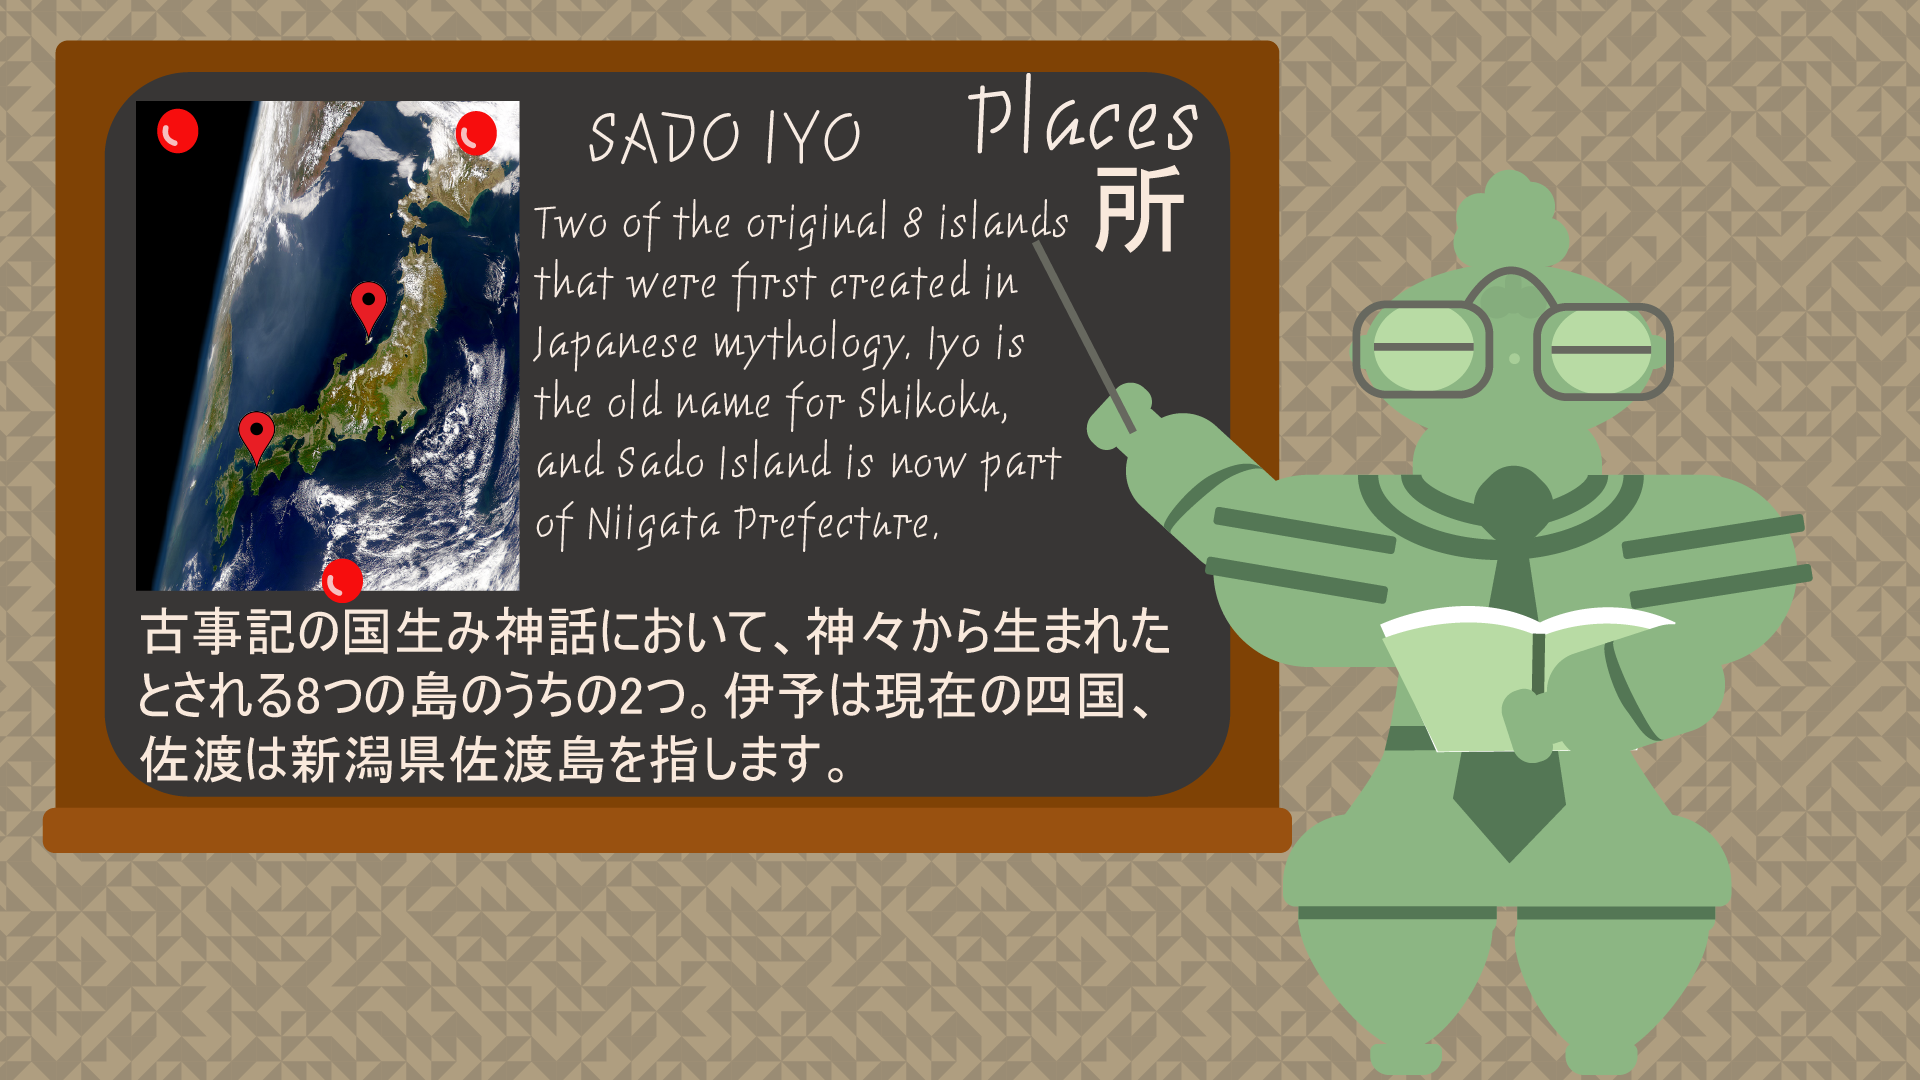 SADO IYO
Places
所
Two of the original 8 islands
that were first created in
Japanese mythology. Iyo is
the old name for Shikoku,
and Sado Island is now part
of Niigata Prefecture.
古事記の国生み神話において、神々から生まれた
とされる8つの島のうちの2つ。伊予は現在の四国、
佐渡は新潟県佐渡島を指します。